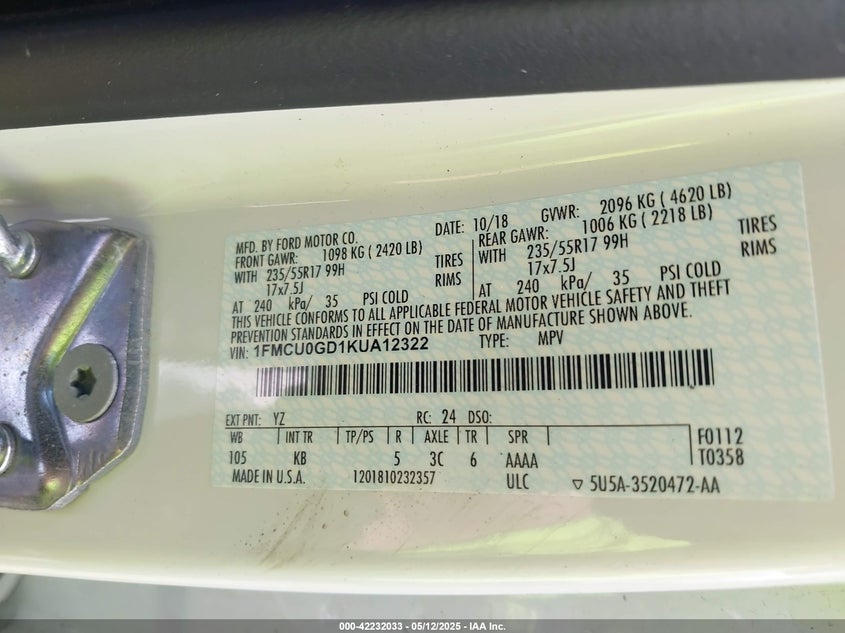 MFD. BY FORD MOTOR CO. DATE: 10/18 GVWR: 2096 KG ( 4620 LB)
FRONT GAWR: 1098 KG ( 2420 LB) REAR GAWR: 1006 KG ( 2218 LB)
WITH 235/55R17 99H TIRES WITH 235/55R17 99H TIRES
17x7.5J RIMS 17x7.5J RIMS
AT 240 kPa/ 35 PSI COLD AT 240 kPa/ 35 PSI COLD
THIS VEHICLE CONFORMS TO ALL APPLICABLE FEDERAL MOTOR VEHICLE SAFETY AND THEFT
PREVENTION STANDARDS IN EFFECT ON THE DATE OF MANUFACTURE SHOWN ABOVE.
VIN: 1FMCU0GD1KUA12322 TYPE: MPV
EXT PNT: YZ RC: 24 DSO:
WB INT TR TP/PS R AXLE TR SPR F0112
105 KB 5 3C 6 AAAA T0358
MADE IN U.S.A. 1201810232357 ULC ▽ 5U5A-3520472-AA
000-42232033 - 05/12/2025 - IAA Inc.